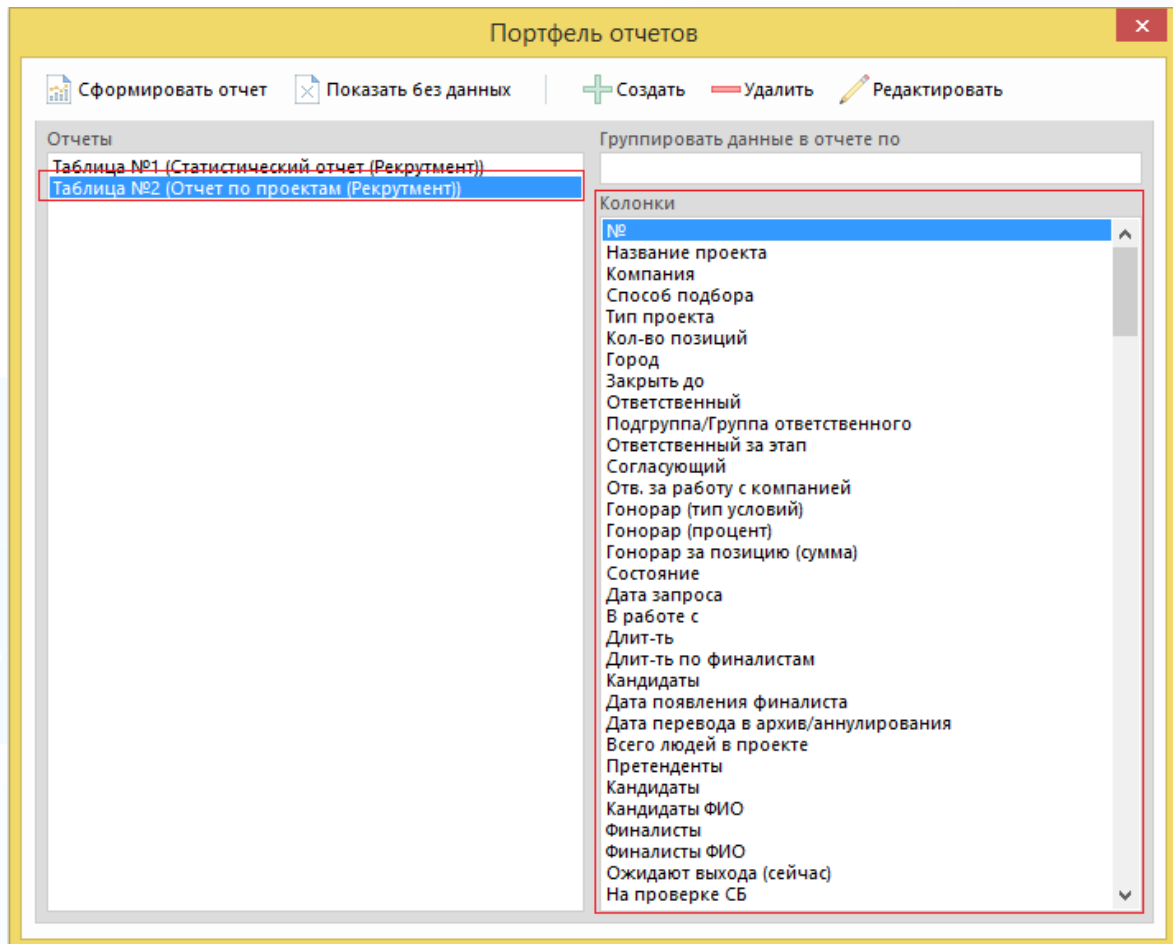 Портфель отчетов
Сформировать отчет Показать без данных Создать Удалить Редактировать
Отчеты
Таблица №1 (Статистический отчет (Рекрутмент))
Таблица №2 (Отчет по проектам (Рекрутмент))
Группировать данные в отчете по
Колонки
№
Название проекта
Компания
Способ подбора
Тип проекта
Кол-во позиций
Город
Закрыть до
Ответственный
Подгруппа/Группа ответственного
Ответственный за этап
Согласующий
Отв. за работу с компанией
Гонорар (тип условий)
Гонорар (процент)
Гонорар за позицию (сумма)
Состояние
Дата запроса
В работе с
Длит-ть
Длит-ть по финалистам
Кандидаты
Дата появления финалиста
Дата перевода в архив/аннулирования
Всего людей в проекте
Претенденты
Кандидаты
Кандидаты ФИО
Финалисты
Финалисты ФИО
Ожидают выхода (сейчас)
На проверке СБ